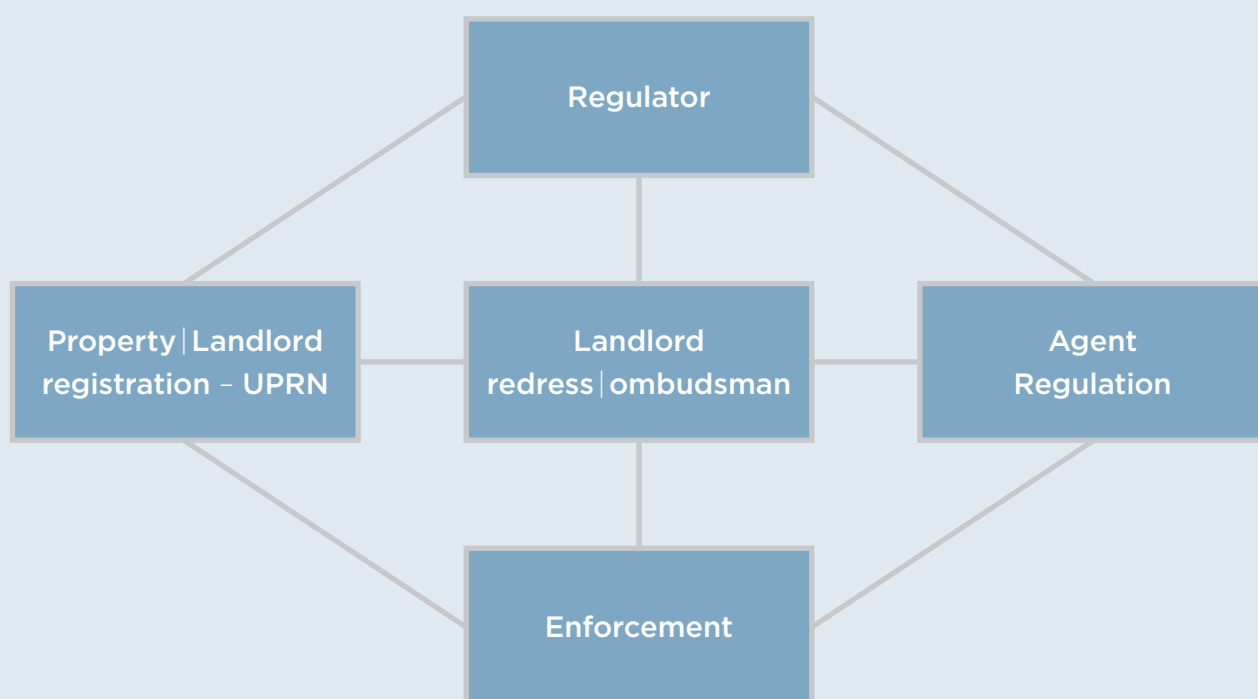 Regulator
Property|Landlord
registration – UPRN
Landlord
redress|ombudsman
Agent
Regulation
Enforcement